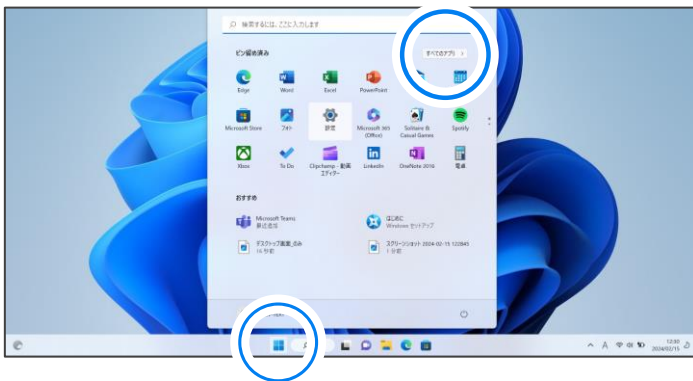 検索するには、ここに入力します
ピン留め済み
すべてのアプリ >
Edge
Word
Excel
PowerPoint
Microsoft Store
フォト
設定
Microsoft 365 (Office)
Solitaire & Casual Games
Spotify
Xbox
To Do
Clipchamp - 動画エディター
LinkedIn
OneNote 2016
電卓
おすすめ
Microsoft Teams
最近追加
はじめに
Windows セットアップ
デスクトップ画面_のみ
16 秒前
スクリーンショット 2024-02-15 122845
1 分前
A
12:30
2024/02/15